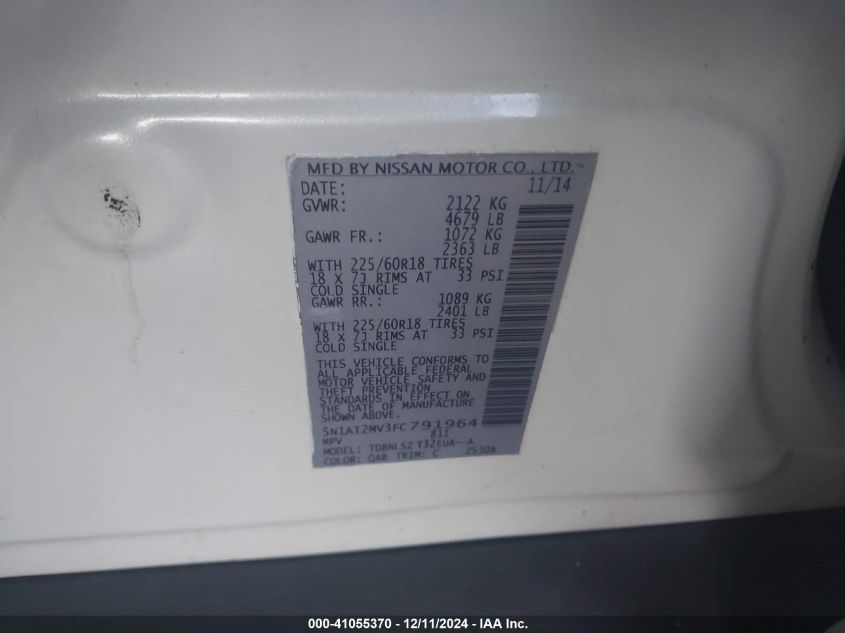 MFD BY NISSAN MOTOR CO., LTD.
DATE: 11/14
GVWR: 2122 KG
4679 LB
GAWR FR.: 1072 KG
2363 LB
WITH 225/60R18 TIRES
18 X 7J RIMS AT 33 PSI
COLD SINGLE
GAWR RR.: 1089 KG
2401 LB
WITH 225/60R18 TIRES
18 X 7J RIMS AT 33 PSI
COLD SINGLE
THIS VEHICLE CONFORMS TO
ALL APPLICABLE FEDERAL
MOTOR VEHICLE SAFETY AND
THEFT PREVENTION
STANDARDS IN EFFECT ON
THE DATE OF MANUFACTURE
SHOWN ABOVE.
5N1AT2MV3FC791964
MPV 811
MODEL: TDBNLSZ T32EUA--A
COLOR: QAB TRIM: C 2530A
000-41055370 - 12/11/2024 - IAA Inc.